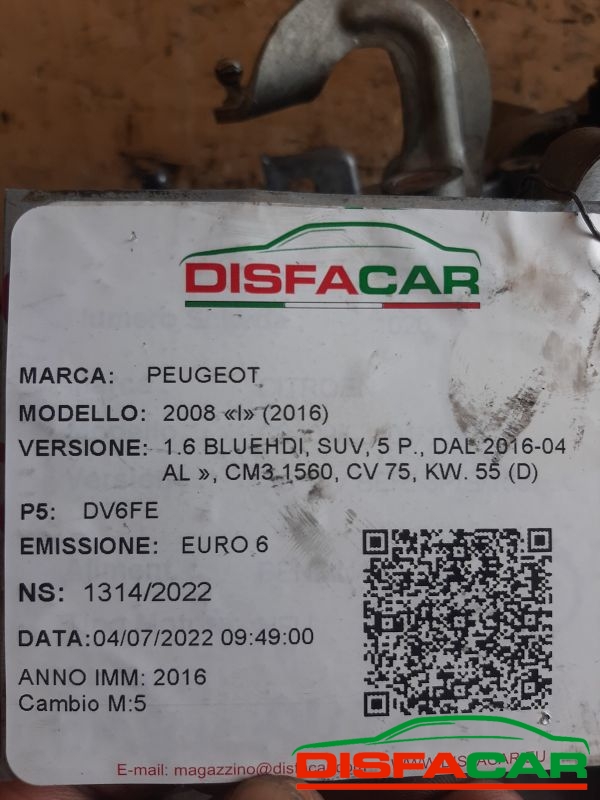 DISFACAR
MARCA: PEUGEOT
MODELLO: 2008 «I» (2016)
VERSIONE: 1.6 BLUEHDI, SUV, 5 P., DAL 2016-04
AL », CM3 1560, CV 75, KW. 55 (D)
P5: DV6FE
EMISSIONE: EURO 6
NS: 1314/2022
DATA:04/07/2022 09:49:00
ANNO IMM: 2016
Cambio M:5
E-mail: magazzino@disfacar
DISFACAR